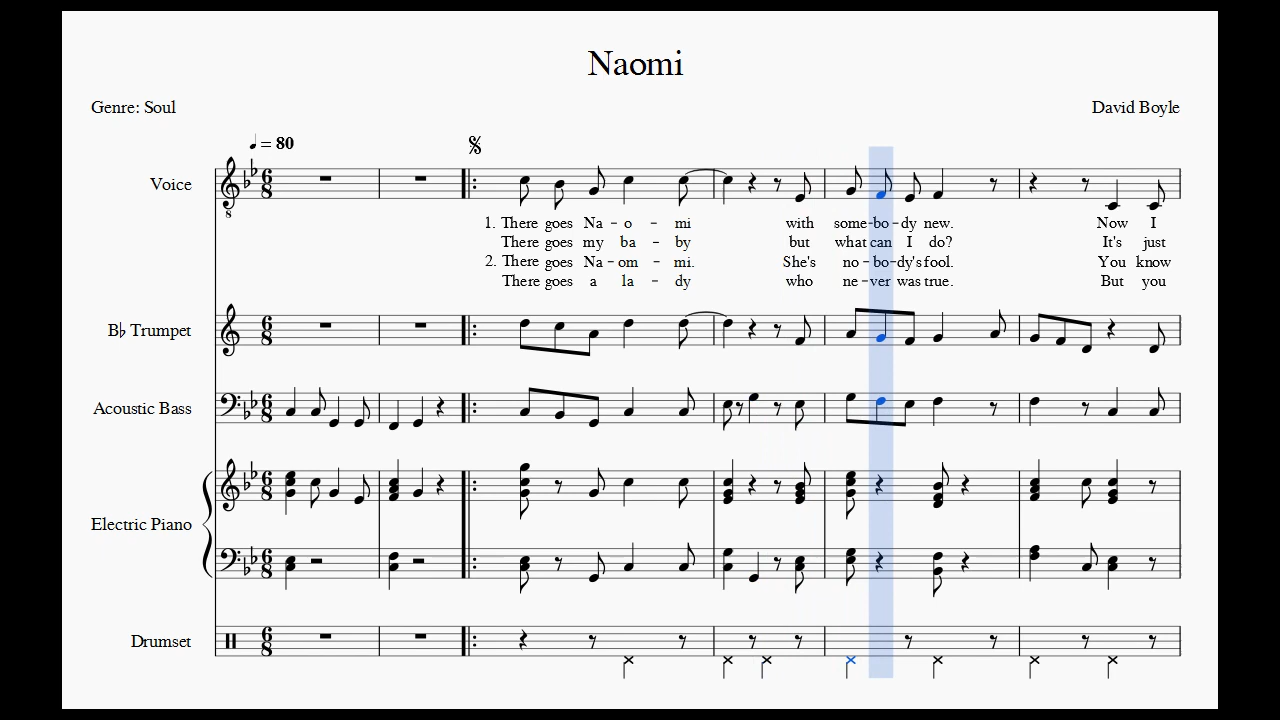 Naomi
Genre: Soul
David Boyle
= 80
Voice
1. There goes Na - o - mi with some-bo-dy new. Now I
There goes my ba - by but what can I do? It's just
2. There goes Na - om - mi. She's no-bo-dy's fool. You know
There goes a la - dy who ne-ver was true. But you
B♭ Trumpet
Acoustic Bass
Electric Piano
Drumset